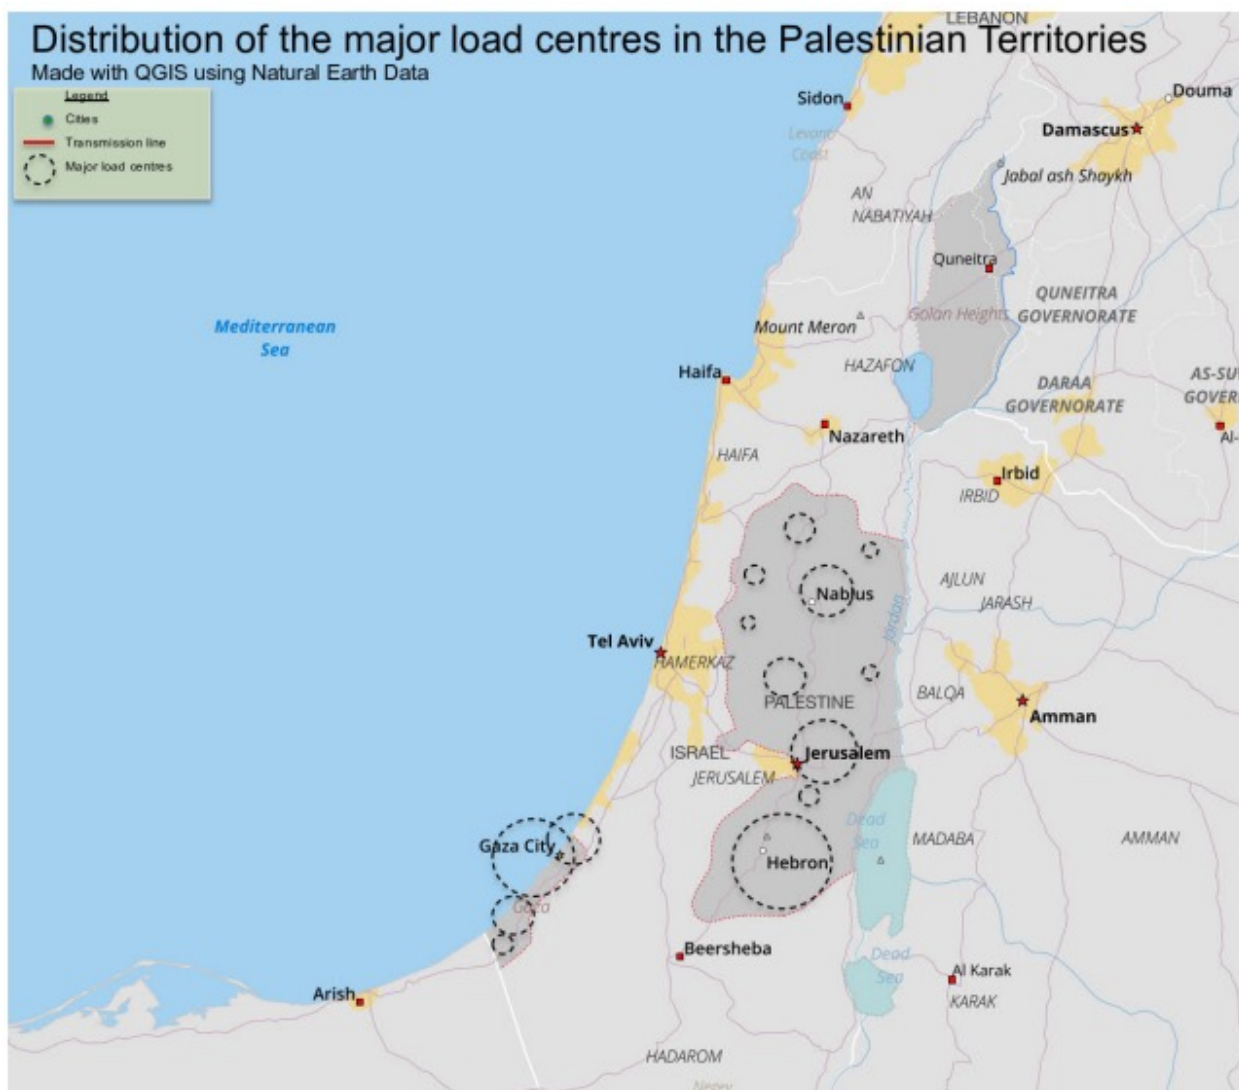 Distribution of the major load centres in the Palestinian Territories
Made with QGIS using Natural Earth Data
Legend
Cities
Transmission line
Major load centres
LEBANON
Douma
Sidon
Damascus
Levant
Coast
Jabal ash Shaykh
AN
NABATIYAH
Quneitra
QUNEITRA
GOVERNORATE
Golan Heights
Mediterranean
Sea
Mount Meron
HAZAFON
Haifa
DARAA
GOVERNORATE
AS-SU
GOVER
Nazareth
Al-
HAIFA
Irbid
IRBID
AJLUN
Nablus
JARASH
Jordan
Tel Aviv
HAMERKAZ
BALQA
PALESTINE
Amman
ISRAEL
Jerusalem
JERUSALEM
Dead
Sea
MADABA
AMMAN
Gaza City
Hebron
Gaza
Beersheba
Dead
Sea
Al Karak
KARAK
Arish
HADAROM
Negev